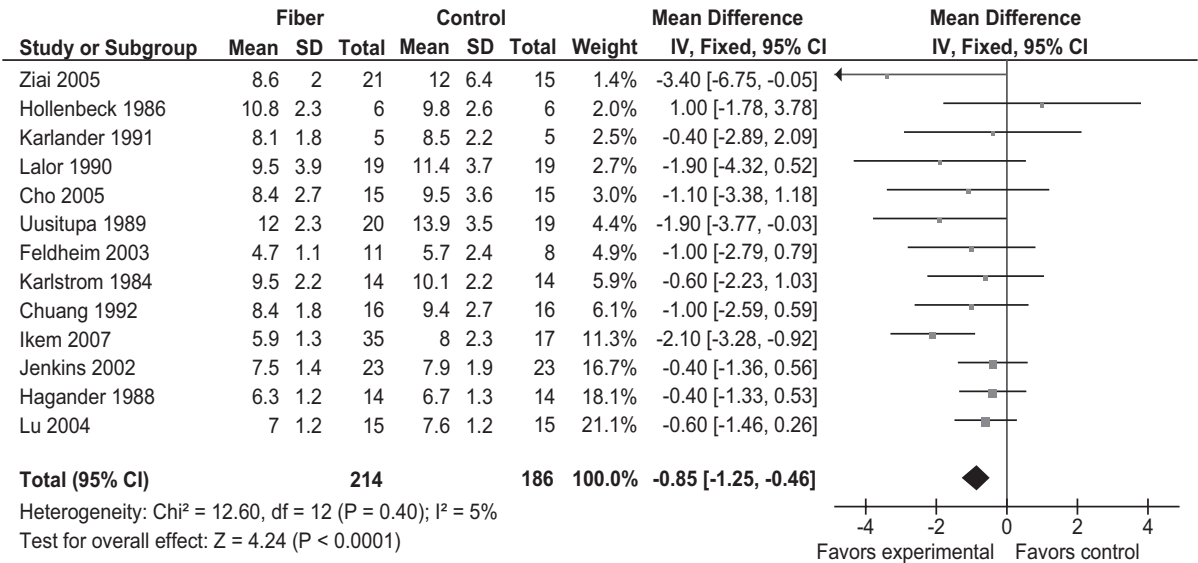 Fiber Control Mean Difference Mean Difference
Study or Subgroup Mean SD Total Mean SD Total Weight IV, Fixed, 95% CI IV, Fixed, 95% CI
Ziai 2005 8.6 2 21 12 6.4 15 1.4% -3.40 [-6.75, -0.05]
Hollenbeck 1986 10.8 2.3 6 9.8 2.6 6 2.0% 1.00 [-1.78, 3.78]
Karlander 1991 8.1 1.8 5 8.5 2.2 5 2.5% -0.40 [-2.89, 2.09]
Lalor 1990 9.5 3.9 19 11.4 3.7 19 2.7% -1.90 [-4.32, 0.52]
Cho 2005 8.4 2.7 15 9.5 3.6 15 3.0% -1.10 [-3.38, 1.18]
Uusitupa 1989 12 2.3 20 13.9 3.5 19 4.4% -1.90 [-3.77, -0.03]
Feldheim 2003 4.7 1.1 11 5.7 2.4 8 4.9% -1.00 [-2.79, 0.79]
Karlstrom 1984 9.5 2.2 14 10.1 2.2 14 5.9% -0.60 [-2.23, 1.03]
Chuang 1992 8.4 1.8 16 9.4 2.7 16 6.1% -1.00 [-2.59, 0.59]
Ikem 2007 5.9 1.3 35 8 2.3 17 11.3% -2.10 [-3.28, -0.92]
Jenkins 2002 7.5 1.4 23 7.9 1.9 23 16.7% -0.40 [-1.36, 0.56]
Hagander 1988 6.3 1.2 14 6.7 1.3 14 18.1% -0.40 [-1.33, 0.53]
Lu 2004 7 1.2 15 7.6 1.2 15 21.1% -0.60 [-1.46, 0.26]
Total (95% CI) 214 186 100.0% -0.85 [-1.25, -0.46]
Heterogeneity: Chi² = 12.60, df = 12 (P = 0.40); I² = 5%
Test for overall effect: Z = 4.24 (P < 0.0001)
-4 -2 0 2 4
Favors experimental Favors control